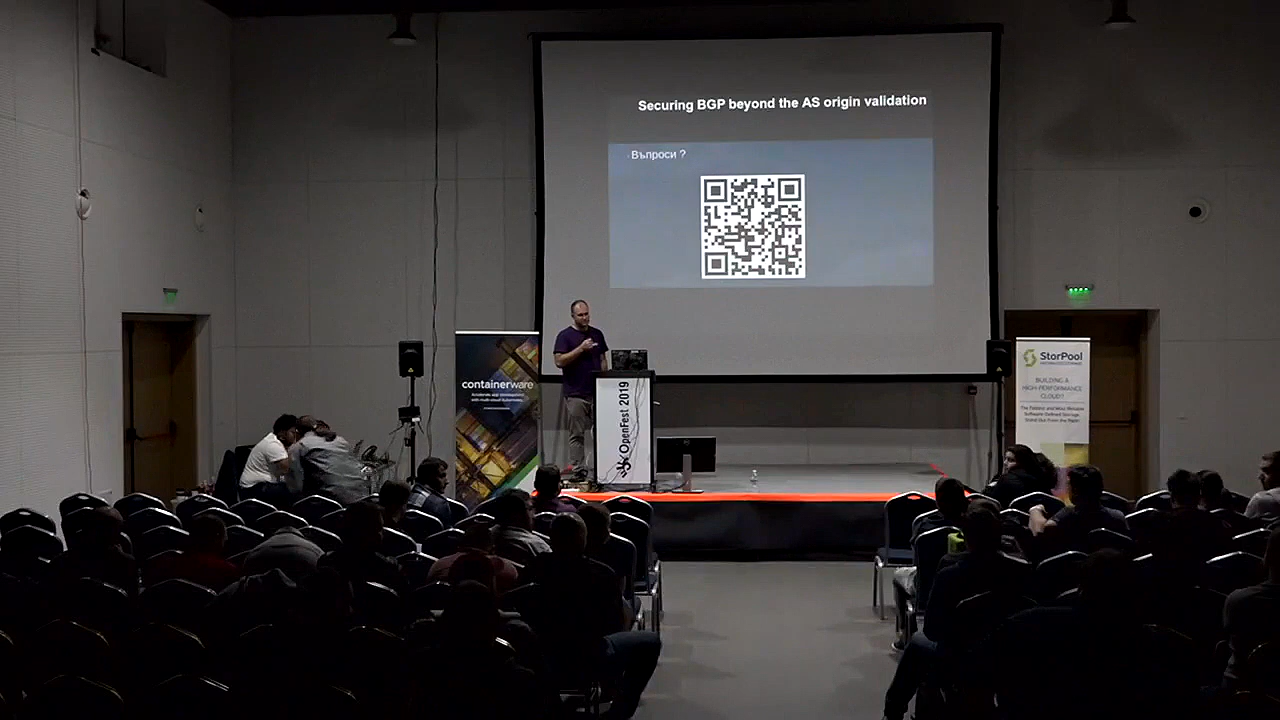 Securing BGP beyond the AS origin validation
Въпроси ?
containerware
OpenFest 2019
StorPool
BUILDING A
HIGH-PERFORMANCE
CLOUD?